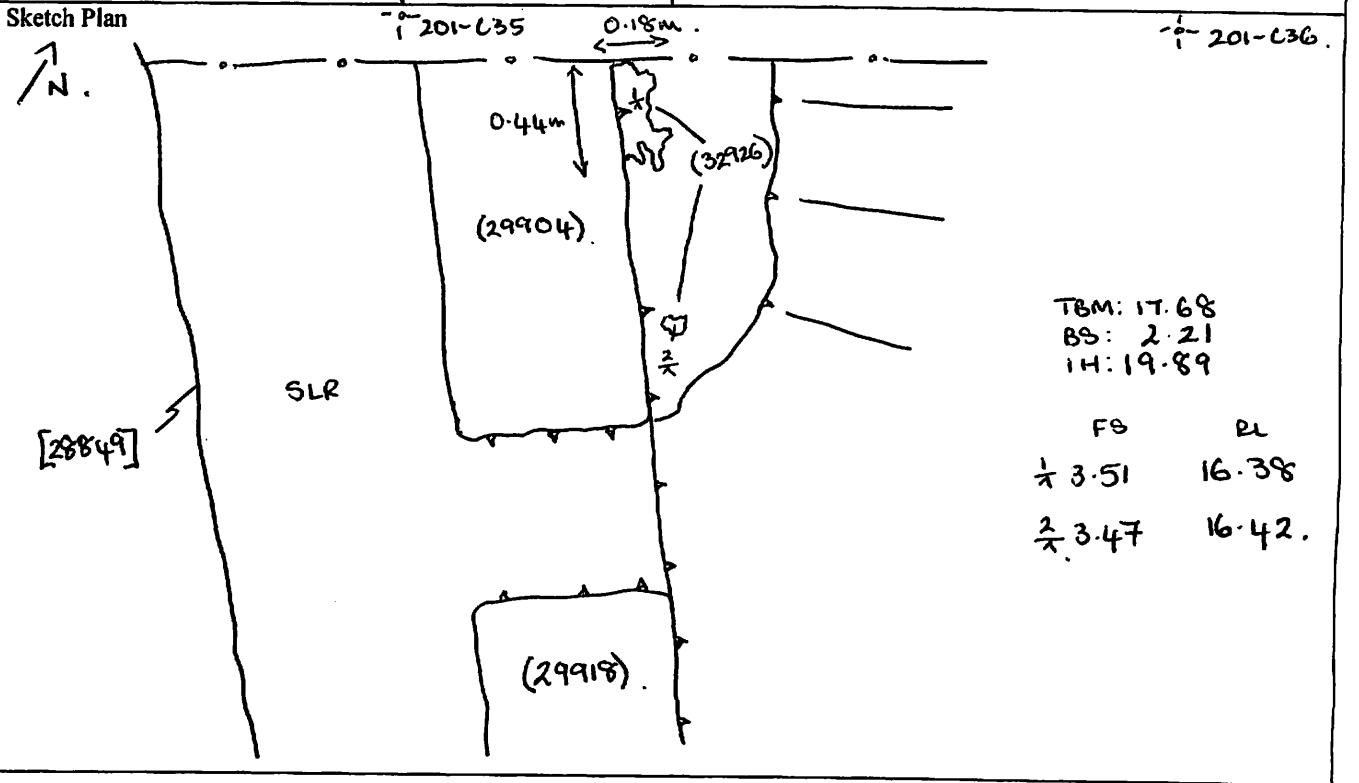 Sketch Plan
201-C35
0.18m.
201-C36.
N.
0.44m
(32926)
(29904).
TBM: 17.68
BS: 2.21
IH: 19.89
2
SLR
[28849]
FS RL
1 3.51 16.38
2 3.47 16.42.
(29918).